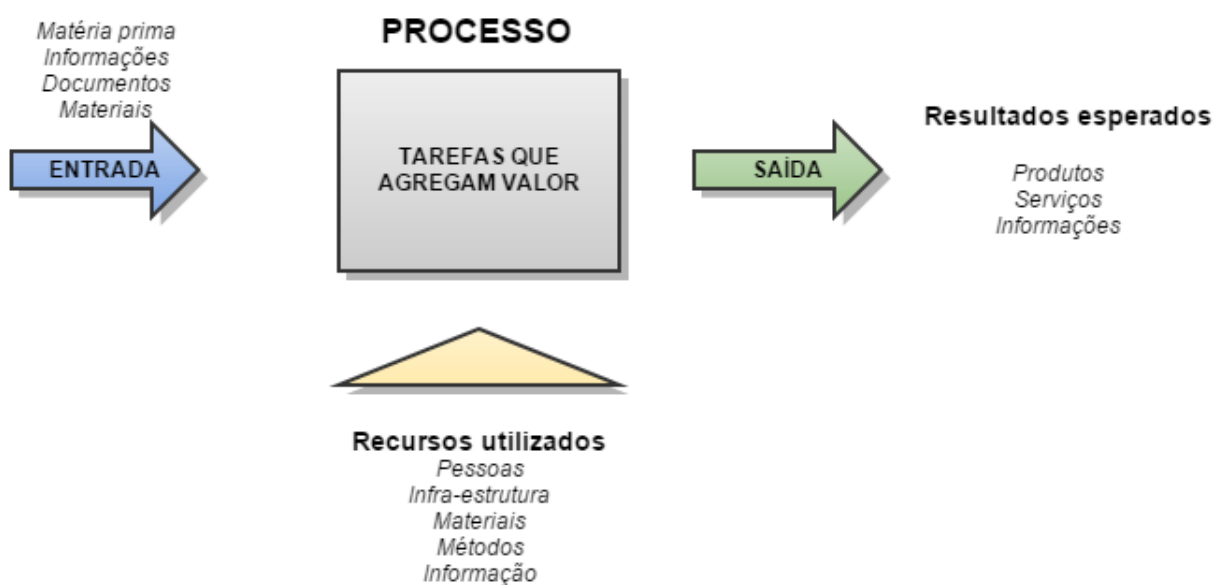 Matéria prima
Informações
Documentos
Materiais
ENTRADA
PROCESSO
TAREFAS QUE
AGREGAM VALOR
SAÍDA
Resultados esperados
Produtos
Serviços
Informações
Recursos utilizados
Pessoas
Infra-estrutura
Materiais
Métodos
Informação